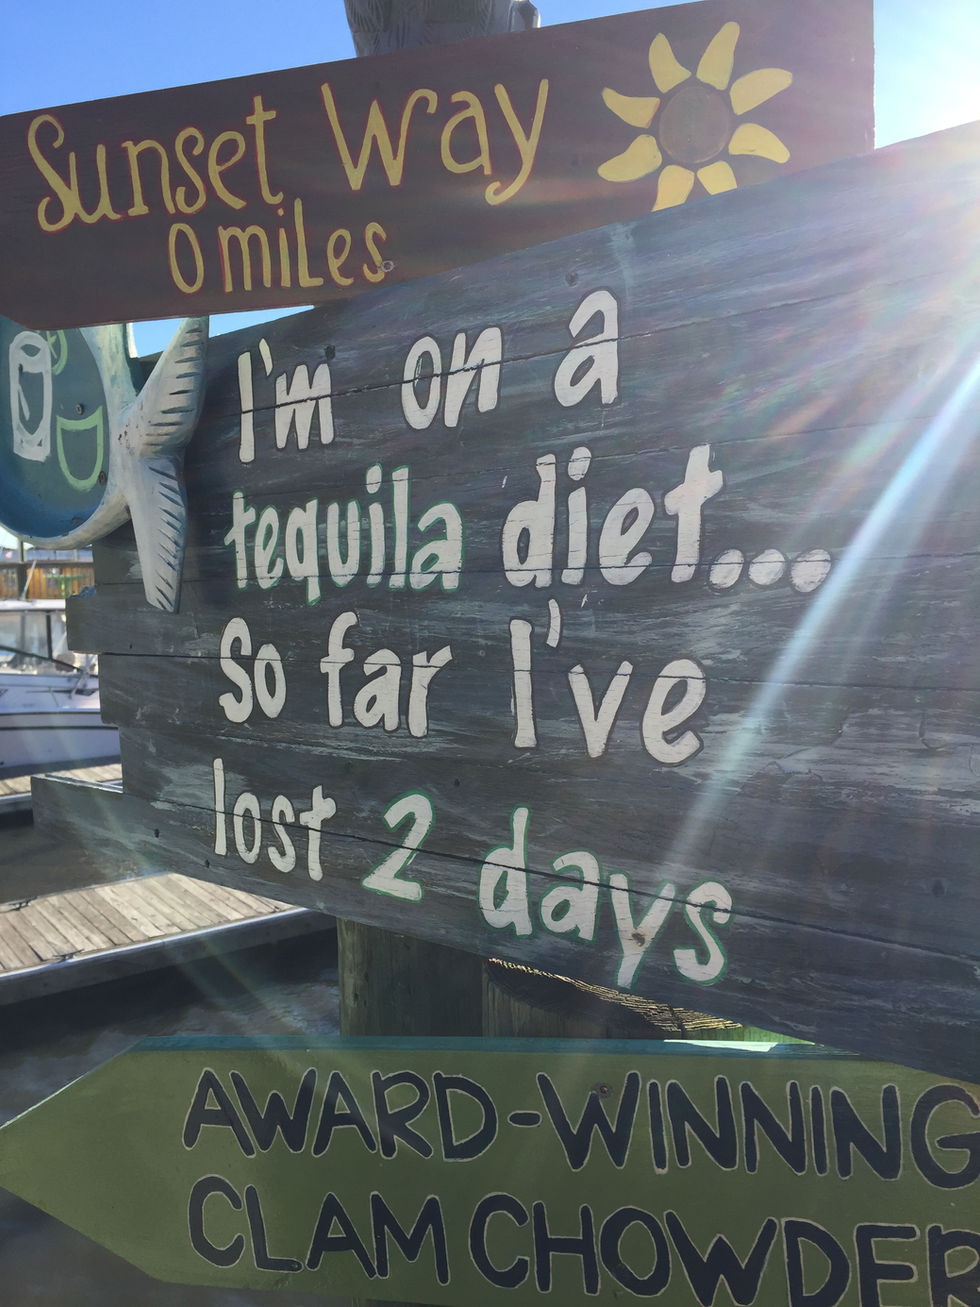 Sunset Way
0 miles
I'm on a
tequila diet...
So far I've
lost 2 days
AWARD-WINNING
CLAM CHOWDER